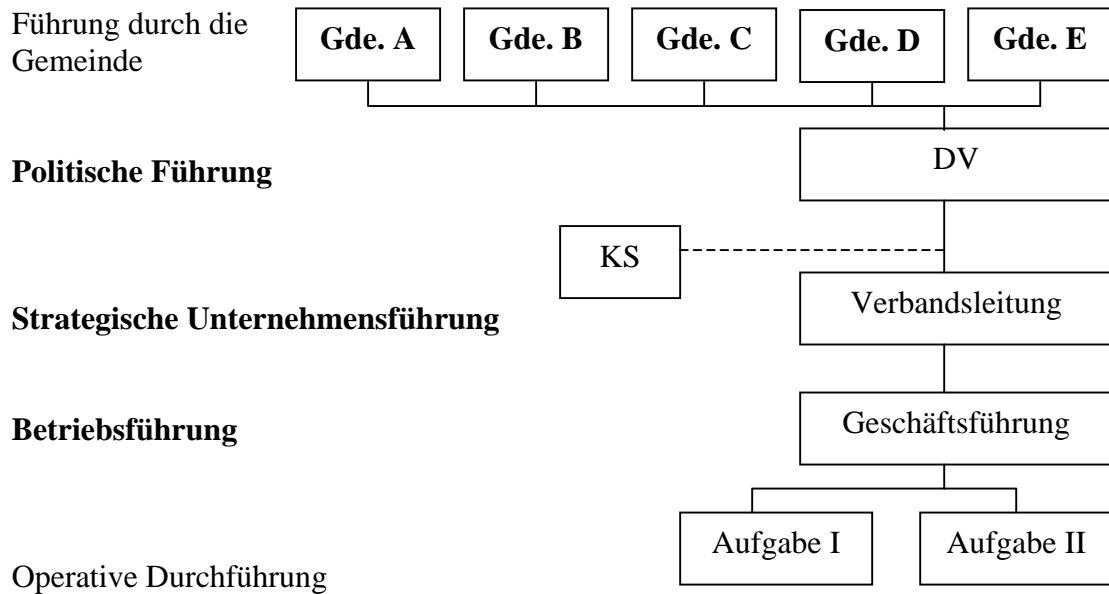 Führung durch die
Gemeinde
Gde. A
Gde. B
Gde. C
Gde. D
Gde. E
Politische Führung
DV
KS
Strategische Unternehmensführung
Verbandsleitung
Betriebsführung
Geschäftsführung
Aufgabe I
Aufgabe II
Operative Durchführung